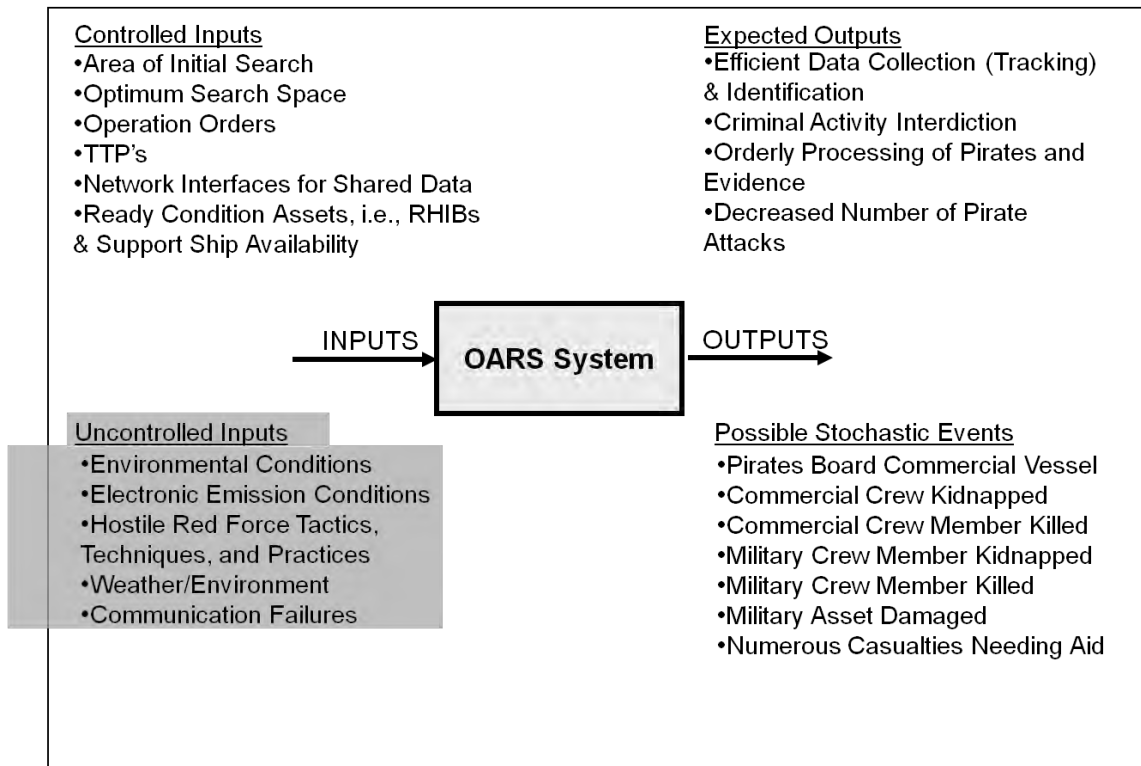 Controlled Inputs
•Area of Initial Search
•Optimum Search Space
•Operation Orders
•TTP's
•Network Interfaces for Shared Data
•Ready Condition Assets, i.e., RHIBs
& Support Ship Availability
Expected Outputs
•Efficient Data Collection (Tracking)
& Identification
•Criminal Activity Interdiction
•Orderly Processing of Pirates and
Evidence
•Decreased Number of Pirate
Attacks
INPUTS
OARS System
OUTPUTS
Uncontrolled Inputs
•Environmental Conditions
•Electronic Emission Conditions
•Hostile Red Force Tactics,
Techniques, and Practices
•Weather/Environment
•Communication Failures
Possible Stochastic Events
•Pirates Board Commercial Vessel
•Commercial Crew Kidnapped
•Commercial Crew Member Killed
•Military Crew Member Kidnapped
•Military Crew Member Killed
•Military Asset Damaged
•Numerous Casualties Needing Aid